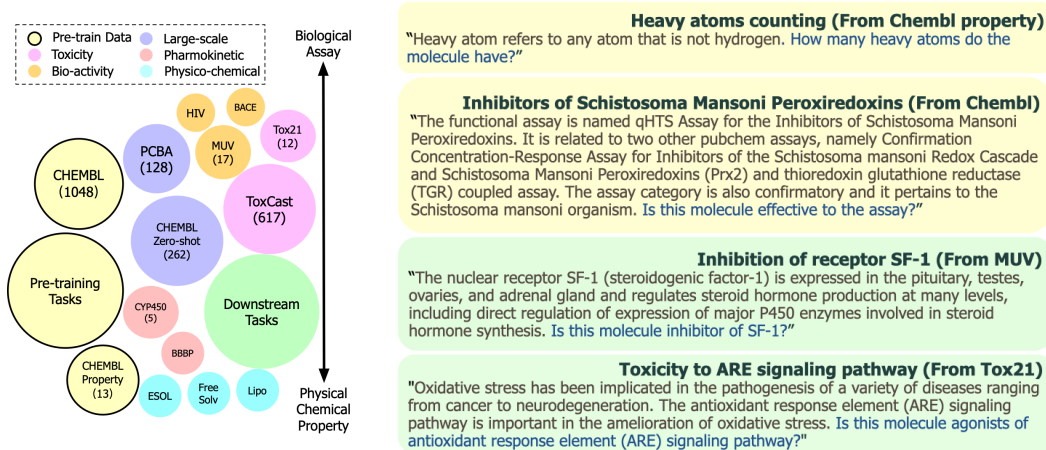 Pre-train Data
Large-scale
Toxicity
Pharmokinetic
Bio-activity
Physico-chemical
Biological
Assay
HIV
BACE
Tox21
(12)
MUV
(17)
PCBA
(128)
CHEMBL
(1048)
ToxCast
(617)
CHEMBL
Zero-shot
(262)
Pre-training
Tasks
Downstream
Tasks
CYP450
(5)
BBBP
CHEMBL
Property
(13)
ESOL
Free
Solv
Lipo
Physical
Chemical
Property
Heavy atoms counting (From Chembl property)
"Heavy atom refers to any atom that is not hydrogen. How many heavy atoms do the
molecule have?"
Inhibitors of Schistosoma Mansoni Peroxiredoxins (From Chembl)
"The functional assay is named qHTS Assay for the Inhibitors of Schistosoma Mansoni
Peroxiredoxins. It is related to two other pubchem assays, namely Confirmation
Concentration-Response Assay for Inhibitors of the Schistosoma mansoni Redox Cascade
and Schistosoma Mansoni Peroxiredoxins (Prx2) and thioredoxin glutathione reductase
(TGR) coupled assay. The assay category is also confirmatory and it pertains to the
Schistosoma mansoni organism. Is this molecule effective to the assay?"
Inhibition of receptor SF-1 (From MUV)
"The nuclear receptor SF-1 (steroidogenic factor-1) is expressed in the pituitary, testes,
ovaries, and adrenal gland and regulates steroid hormone production at many levels,
including direct regulation of expression of major P450 enzymes involved in steroid
hormone synthesis. Is this molecule inhibitor of SF-1?"
Toxicity to ARE signaling pathway (From Tox21)
"Oxidative stress has been implicated in the pathogenesis of a variety of diseases ranging
from cancer to neurodegeneration. The antioxidant response element (ARE) signaling
pathway is important in the amelioration of oxidative stress. Is this molecule agonists of
antioxidant response element (ARE) signaling pathway?"